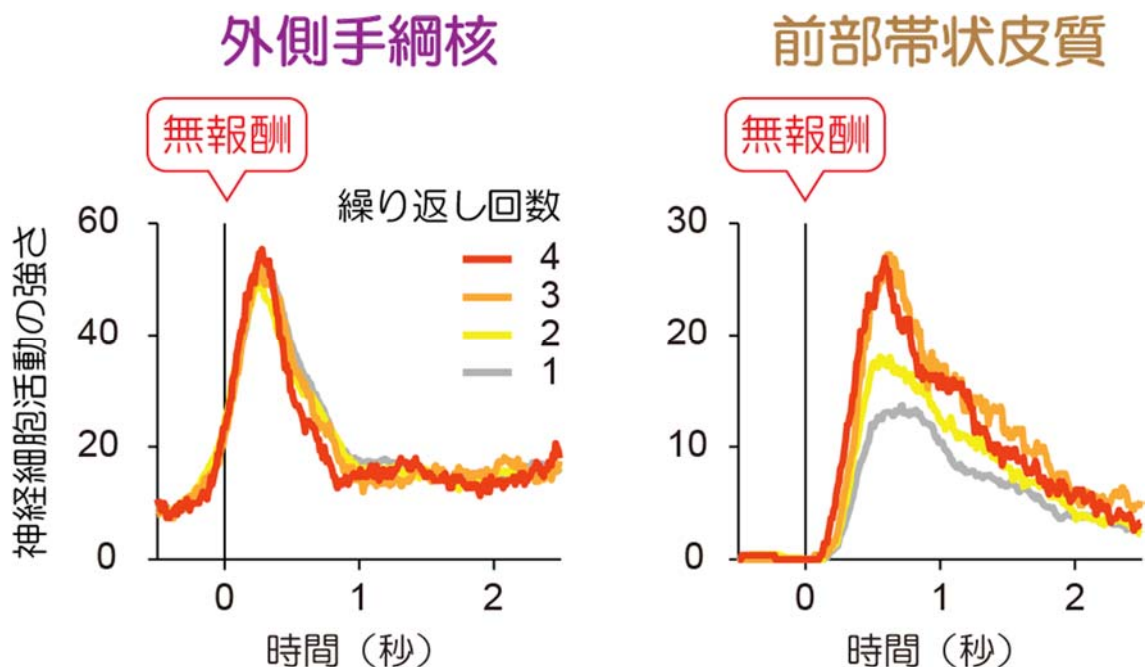 外側手綱核
無報酬
繰り返し回数
4
3
2
1
神経細胞活動の強さ
60
40
20
0
0
1
2
時間（秒）
前部帯状皮質
無報酬
30
20
10
0
0
1
2
時間（秒）